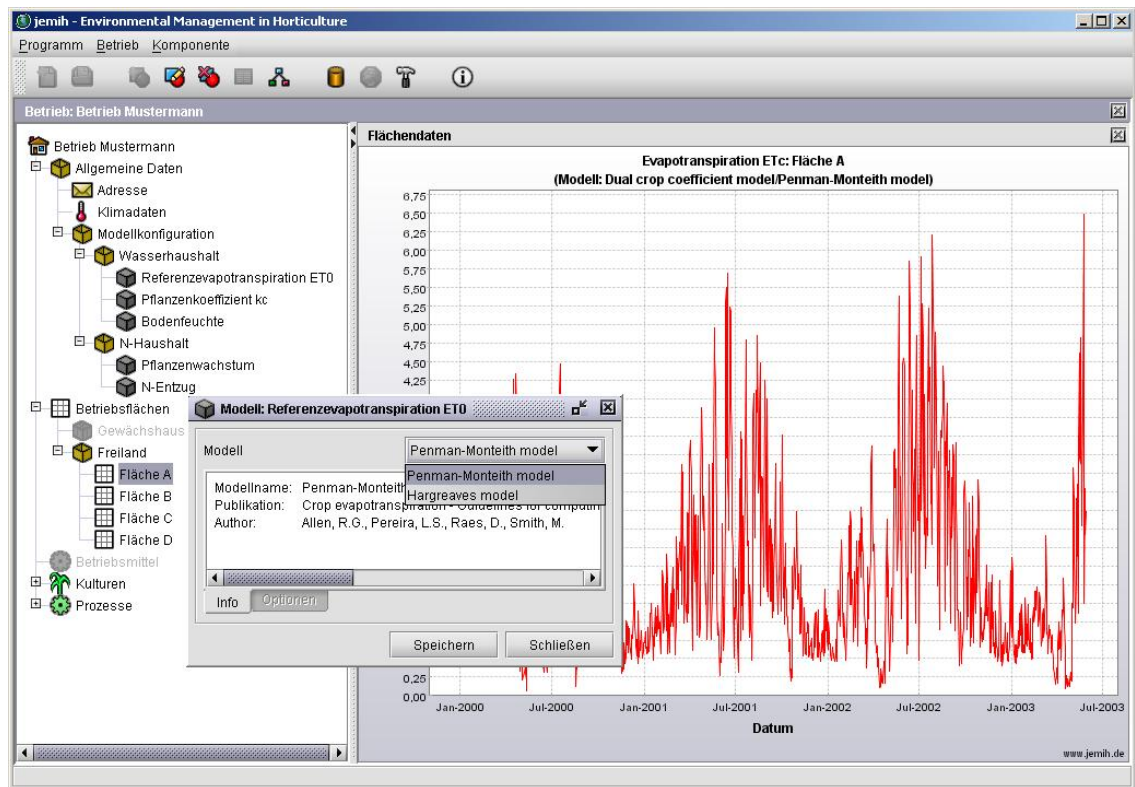 jemih - Environmental Management in Horticulture
Programm Betrieb Komponente
Betrieb: Betrieb Mustermann
Betrieb Mustermann
Allgemeine Daten
Adresse
Klimadaten
Modellkonfiguration
Wasserhaushalt
Referenzevapotranspiration ET0
Pflanzenkoeffizient kc
Bodenfeuchte
N-Haushalt
Pflanzenwachstum
N-Entzug
Betriebsflächen
Gewächshaus
Freiland
Fläche A
Fläche B
Fläche C
Fläche D
Betriebsmittel
Kulturen
Prozesse
Flächendaten
Evapotranspiration ETc: Fläche A
(Modell: Dual crop coefficient model/Penman-Monteith model)
6,75
6,50
6,25
6,00
5,75
5,50
5,25
5,00
4,75
4,50
4,25
0,25
0,00
Jan-2000 Jul-2000 Jan-2001 Jul-2001 Jan-2002 Jul-2002 Jan-2003 Jul-2003
Datum
www.jemih.de
Modell: Referenzevapotranspiration ET0
Modell Penman-Monteith model
Penman-Monteith model
Hargreaves model
Modellname: Penman-Monteith
Publikation: Crop evapotranspiration - Guidelines for computin
Author: Allen, R.G., Pereira, L.S., Raes, D., Smith, M.
Info Optionen
Speichern Schließen